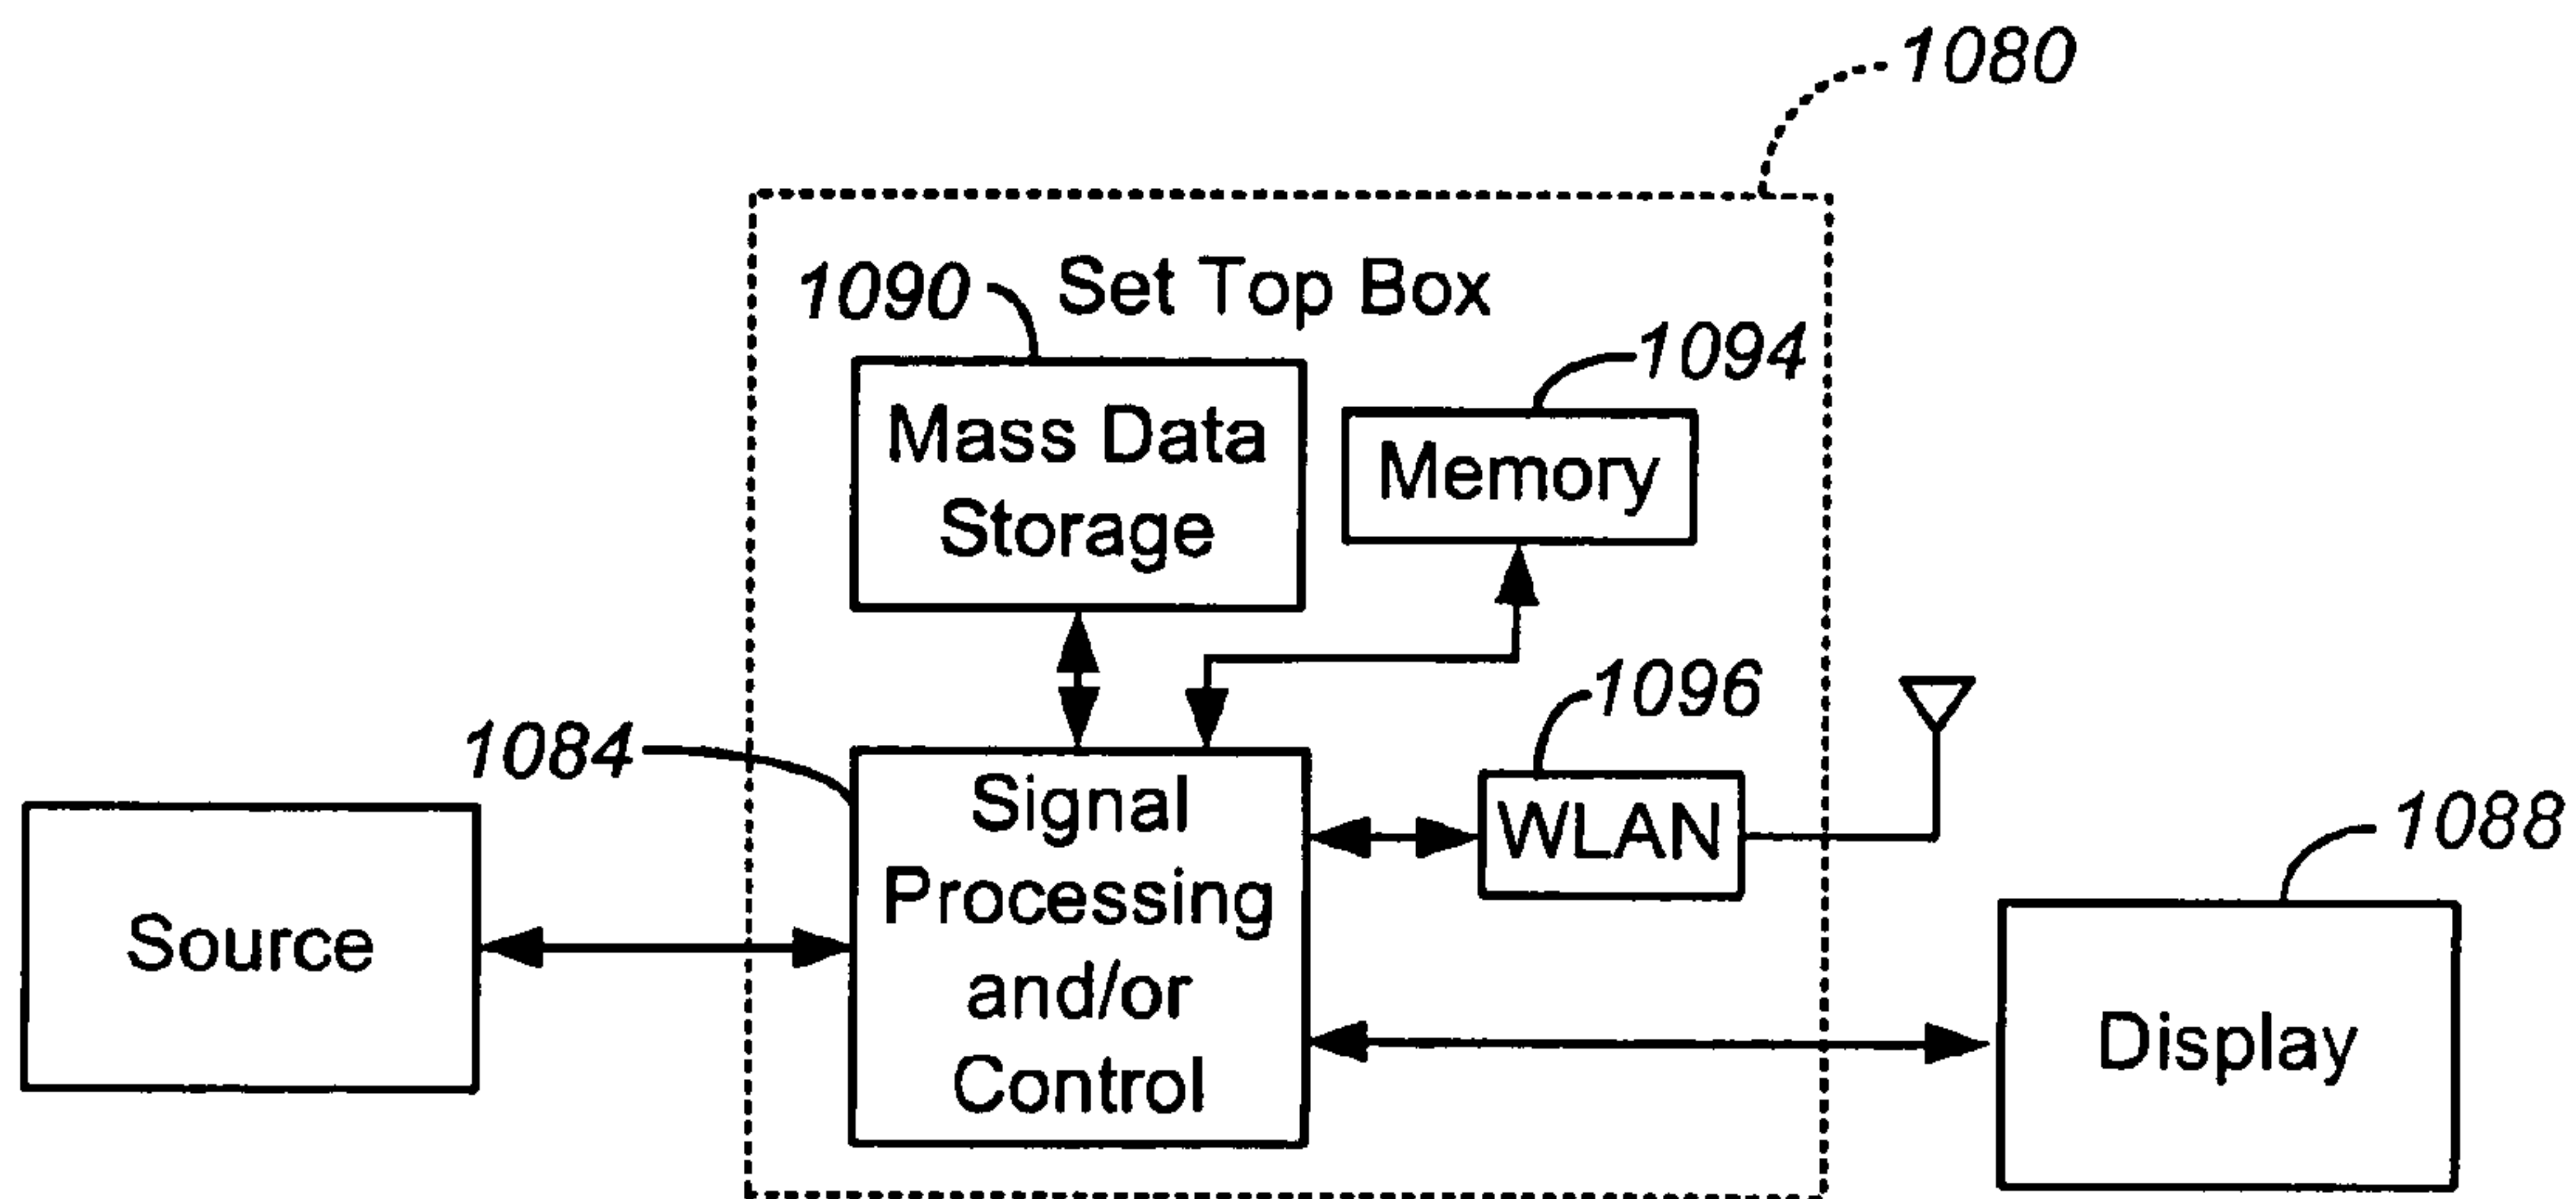 1080
Set Top Box
1090
1094
Mass Data
Storage
Memory
1096
1084
Signal
Processing
and/or
Control
WLAN
1088
Source
Display